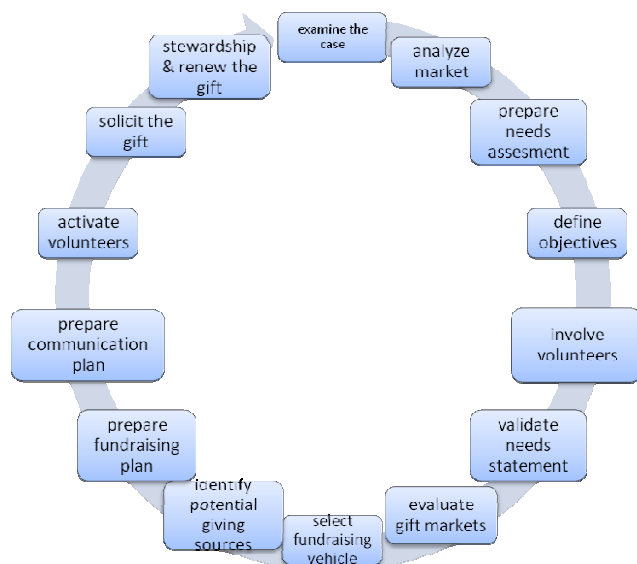 examine the
case
analyze
market
prepare
needs
assesment
define
objectives
involve
volunteers
validate
needs
statement
evaluate
gift markets
select
fundraising
vehicle
identify
potential
giving
sources
prepare
fundraising
plan
prepare
communication
plan
activate
volunteers
solicit the
gift
stewardship
& renew the
gift